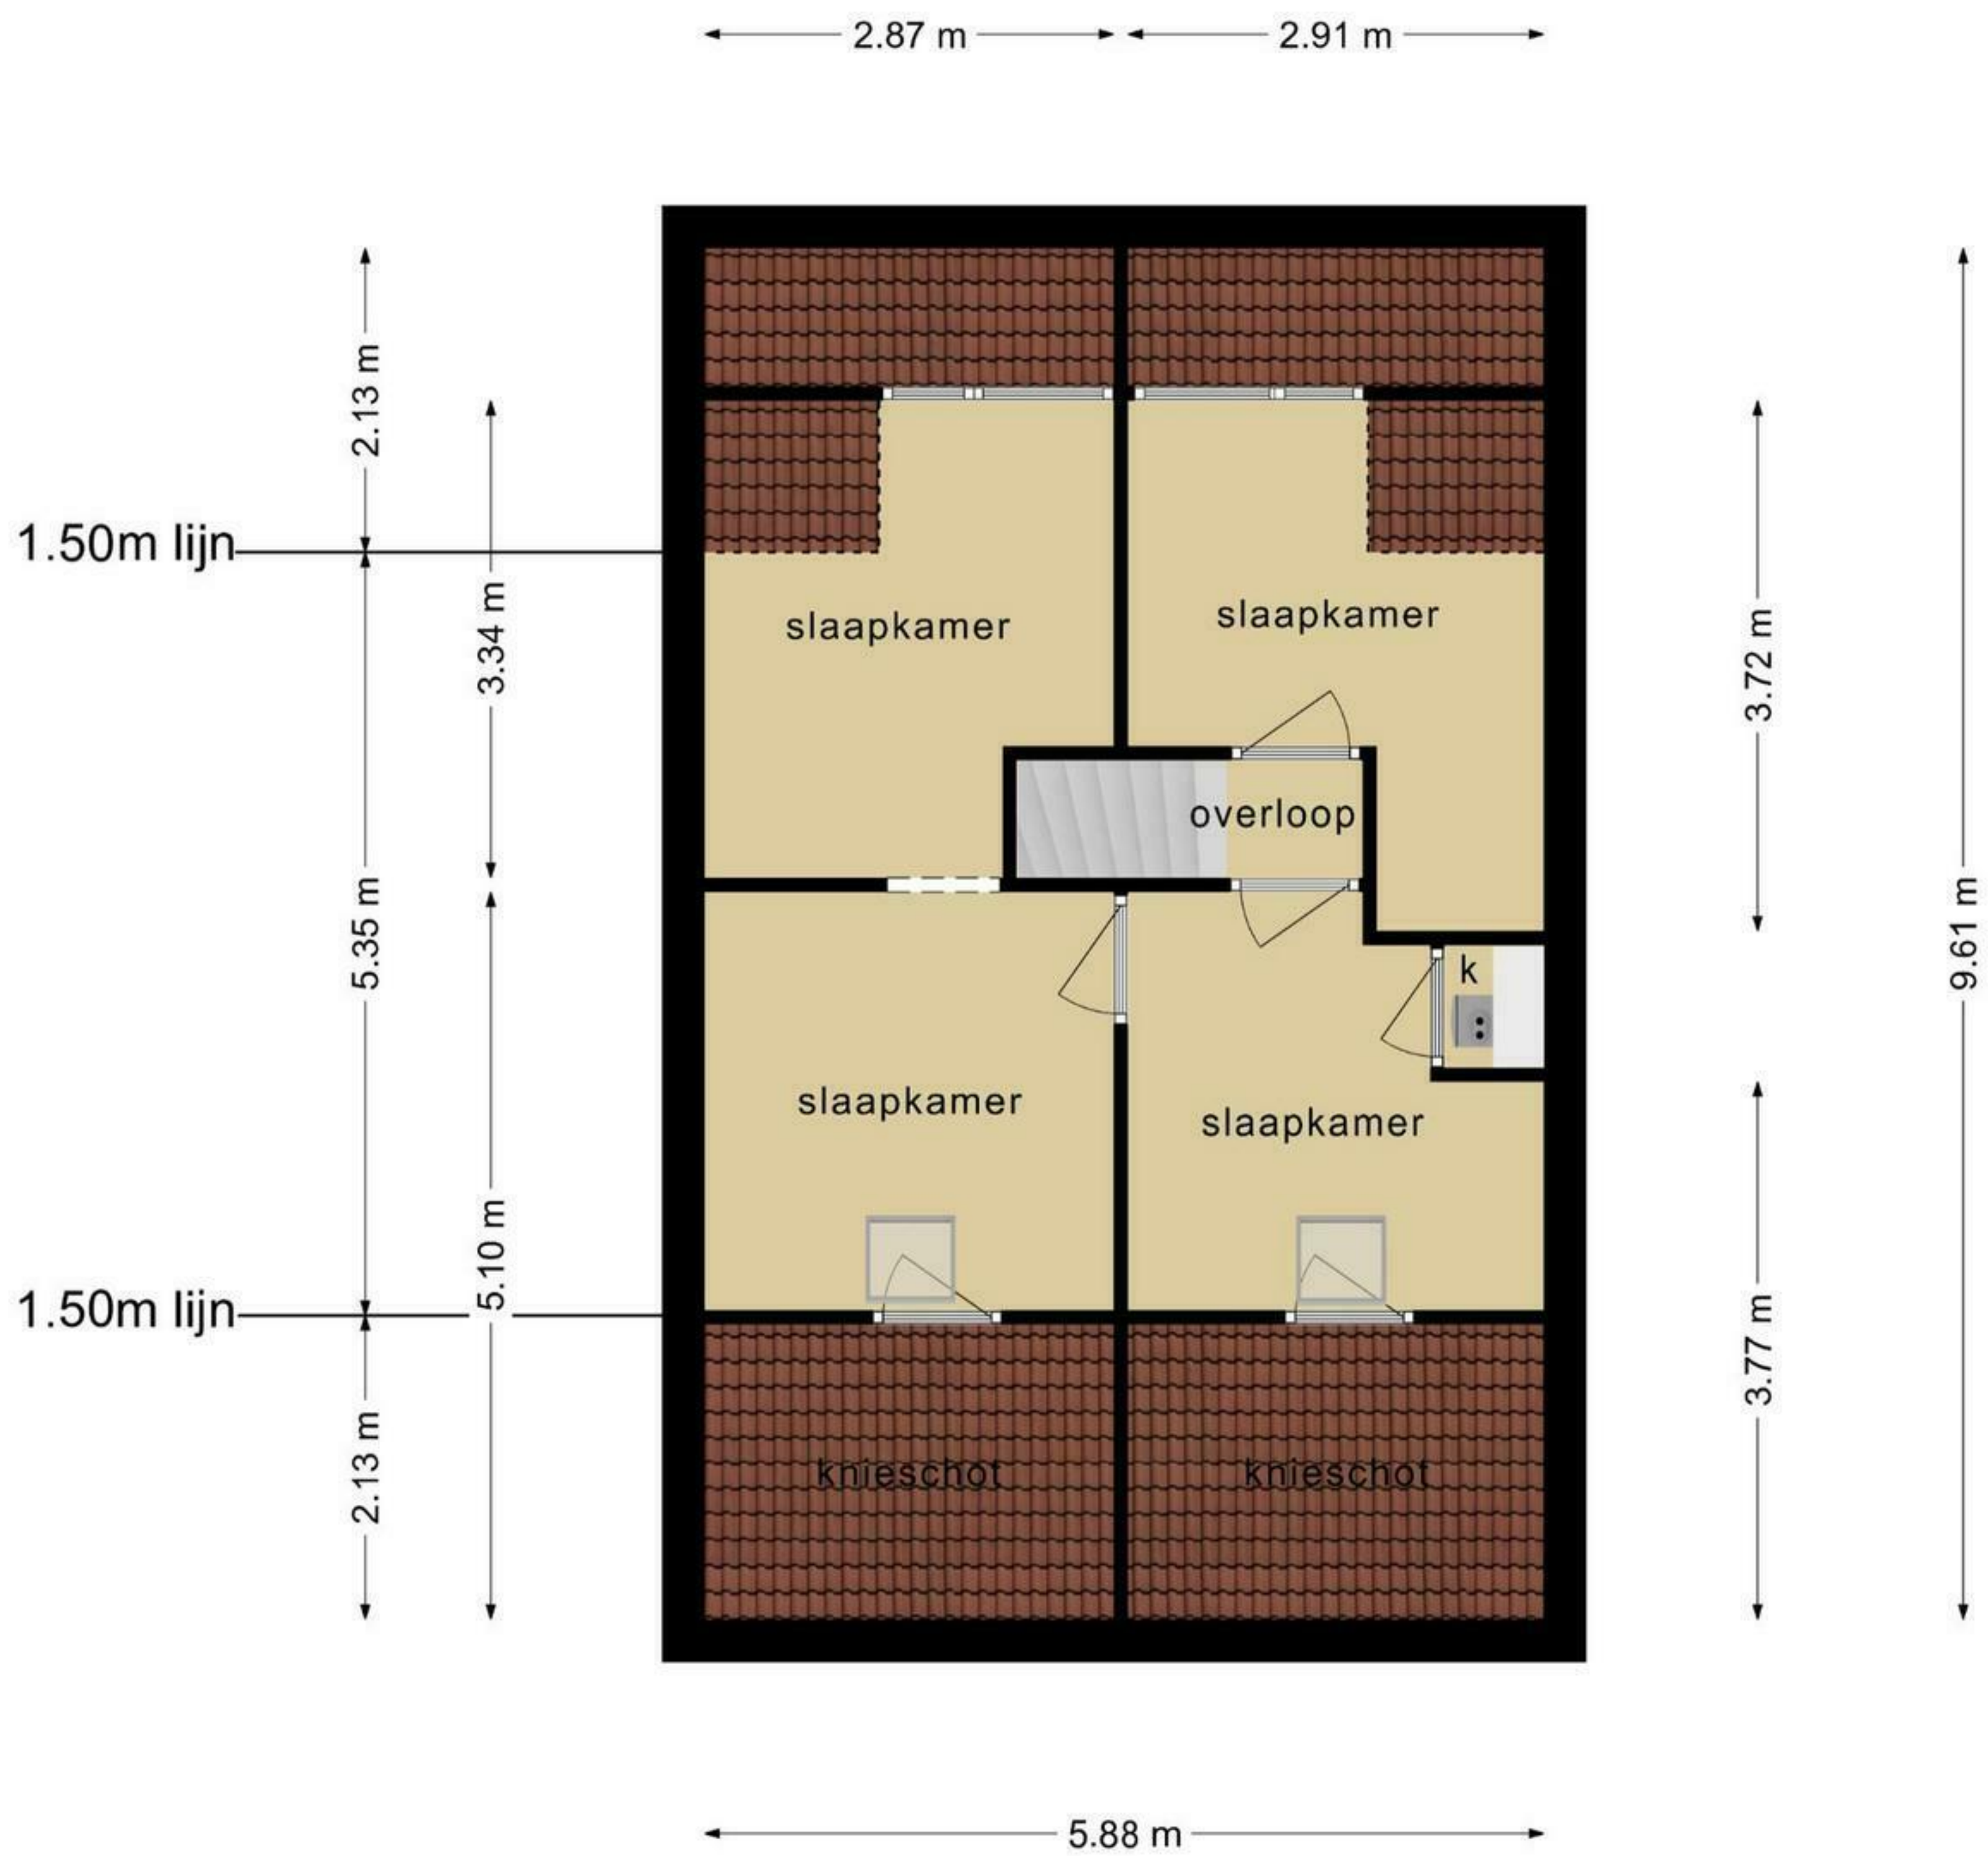 2.87 m
2.91 m
2.13 m
1.50m lijn
3.34 m
slaapkamer
slaapkamer
3.72 m
overloop
5.35 m
9.61 m
k
slaapkamer
slaapkamer
5.10 m
1.50m lijn
3.77 m
2.13 m
knieschot
knieschot
5.88 m